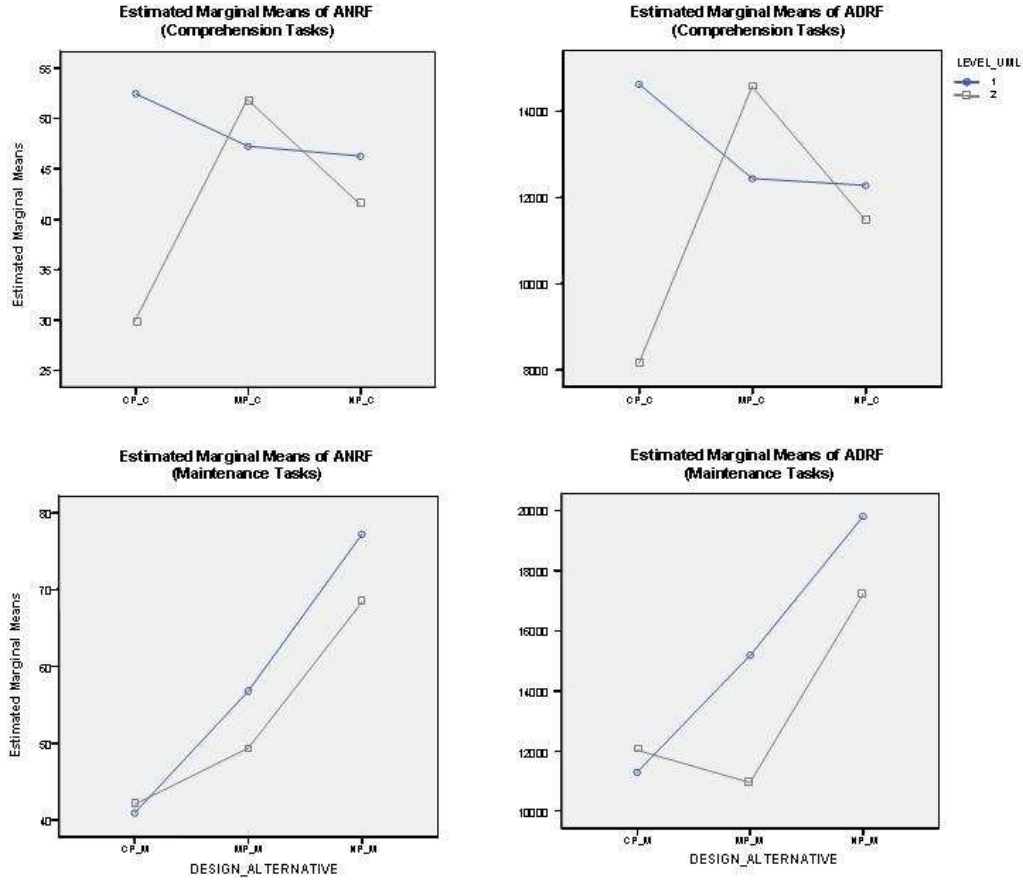 Estimated Marginal Means of ANRF
(Comprehension Tasks)
Estimated Marginal Means
55
50
45
40
35
30
25
CP_C
MP_C
NP_C
Estimated Marginal Means of ADRF
(Comprehension Tasks)
14000
12000
10000
8000
CP_C
MP_C
NP_C
LEVEL_UML
1
2
Estimated Marginal Means of ANRF
(Maintenance Tasks)
Estimated Marginal Means
80
70
60
50
40
CP_M
MP_M
NP_M
DESIGN_ALTERNATIVE
Estimated Marginal Means of ADRF
(Maintenance Tasks)
20000
18000
16000
14000
12000
10000
CP_M
MP_M
NP_M
DESIGN_ALTERNATIVE